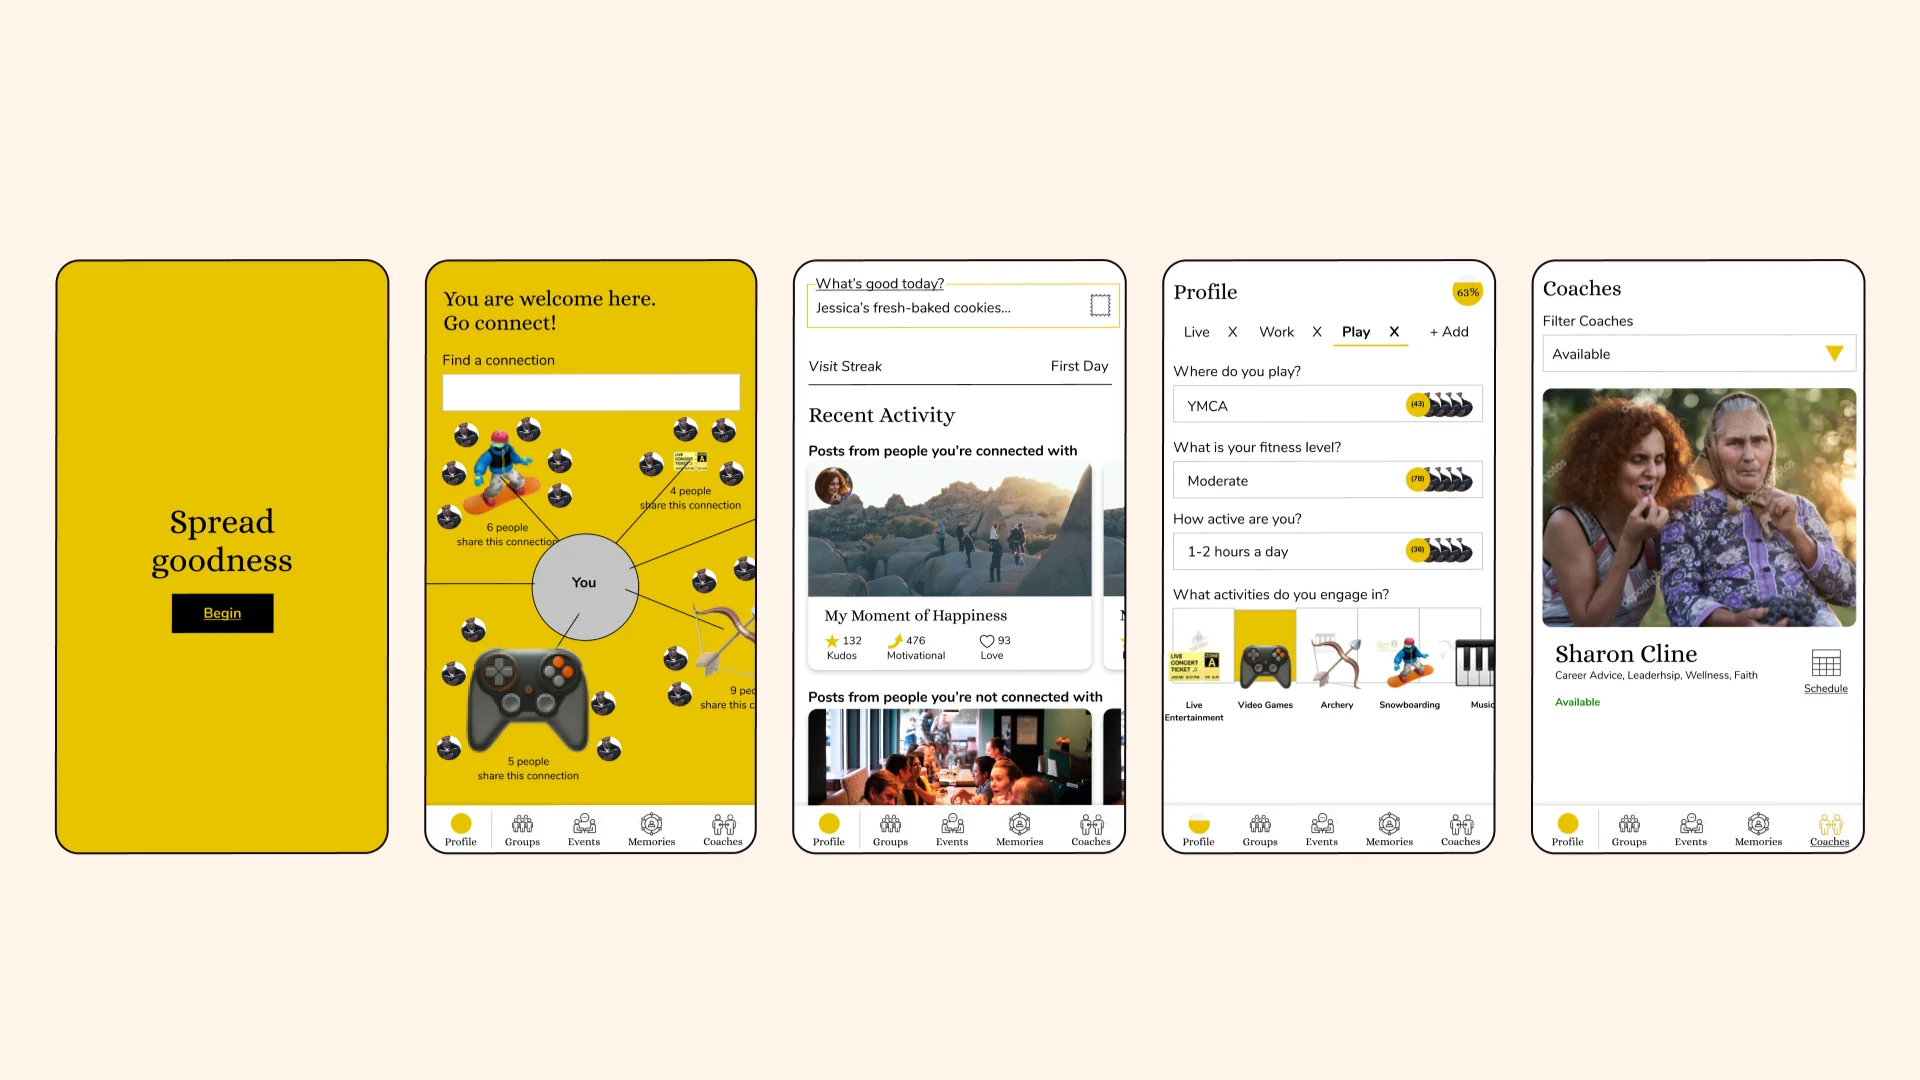 Spread
goodness
Begin
You are welcome here.
Go connect!
Find a connection
LIVE
CONCERT
TICKET
A
4 people
share this connection
6 people
share this connection
You
9 peo
share this c
5 people
share this connection
Profile
Groups
Events
Memories
Coaches
What's good today?
Jessica's fresh-baked cookies...
Visit Streak
First Day
Recent Activity
Posts from people you're connected with
My Moment of Happiness
132
Kudos
476
Motivational
93
Love
Posts from people you're not connected with
Profile
Groups
Events
Memories
Coaches
Profile
63%
Live X
Work X
Play X
+ Add
Where do you play?
YMCA
(43)
What is your fitness level?
Moderate
(78)
How active are you?
1-2 hours a day
(36)
What activities do you engage in?
LIVE
CONCERT
TICKET
A
Live
Entertainment
Video Games
Archery
Snowboarding
Music
Profile
Groups
Events
Memories
Coaches
Coaches
Filter Coaches
Available
Sharon Cline
Career Advice, Leaderhsip, Wellness, Faith
Available
Schedule
Profile
Groups
Events
Memories
Coaches